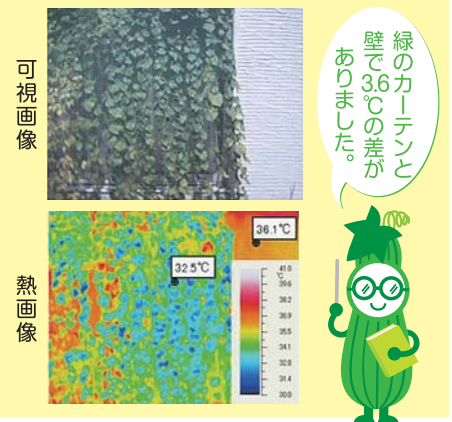 可視画像
緑のカーテンと
壁で3.6
℃の差が
ありました。
熱画像
36.1℃
32.5℃
41.0
℃
39.6
38.2
36.9
35.5
34.1
32.8
31.4
30.0